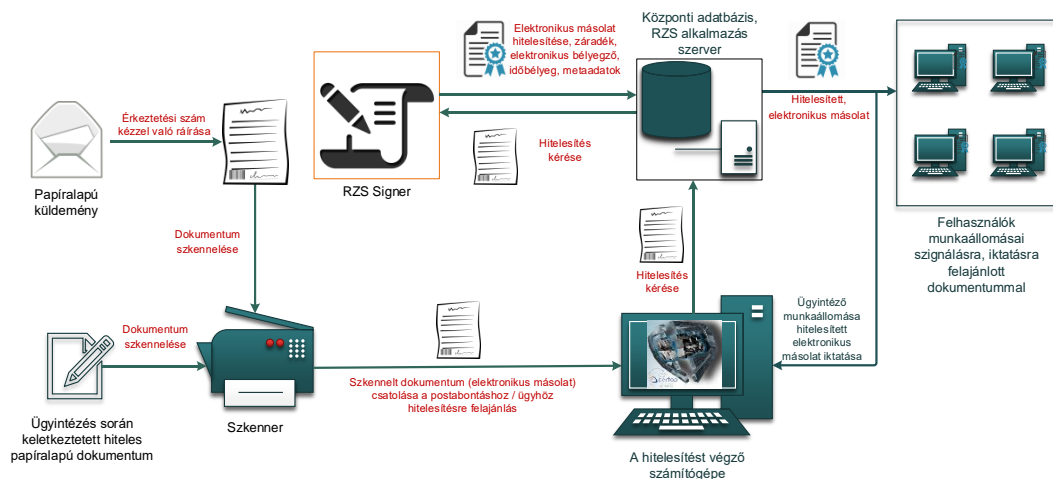 Elektronikus másolat
hitelesítése, záradék,
elektronikus bélyegző,
időbélyeg, metaadatok
Központi adatbázis,
RZS alkalmazás
szerver
Érkeztetési szám
kézzel való ráírása
Hitelesített,
elektronikus másolat
Hitelesítés
kérése
Papíralapú
küldemény
RZS Signer
Felhasználók
munkaállomásai
szignálásra, iktatásra
felajánlott
dokumentummal
Dokumentum
szkennelése
Hitelesítés
kérése
Ügyintéző
munkaállomása
hitelesített
elektronikus
másolat iktatása
Dokumentum
szkennelése
certop
Szkennelt dokumentum (elektronikus másolat)
csatolása a postabontáshoz / ügyhöz
hitelesítésre felajánlás
Ügyintézés során
keletkeztetett hiteles
papíralapú dokumentum
Szkenner
A hitelesítést végző
számítógépe